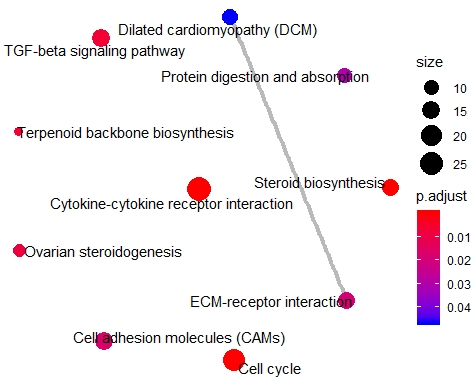 Dilated cardiomyopathy (DCM)
TGF-beta signaling pathway
Protein digestion and absorption
Terpenoid backbone biosynthesis
Steroid biosynthesis
Cytokine-cytokine receptor interaction
Ovarian steroidogenesis
ECM-receptor interaction
Cell adhesion molecules (CAMs)
Cell cycle
size
10
15
20
25
p.adjust
0.01
0.02
0.03
0.04